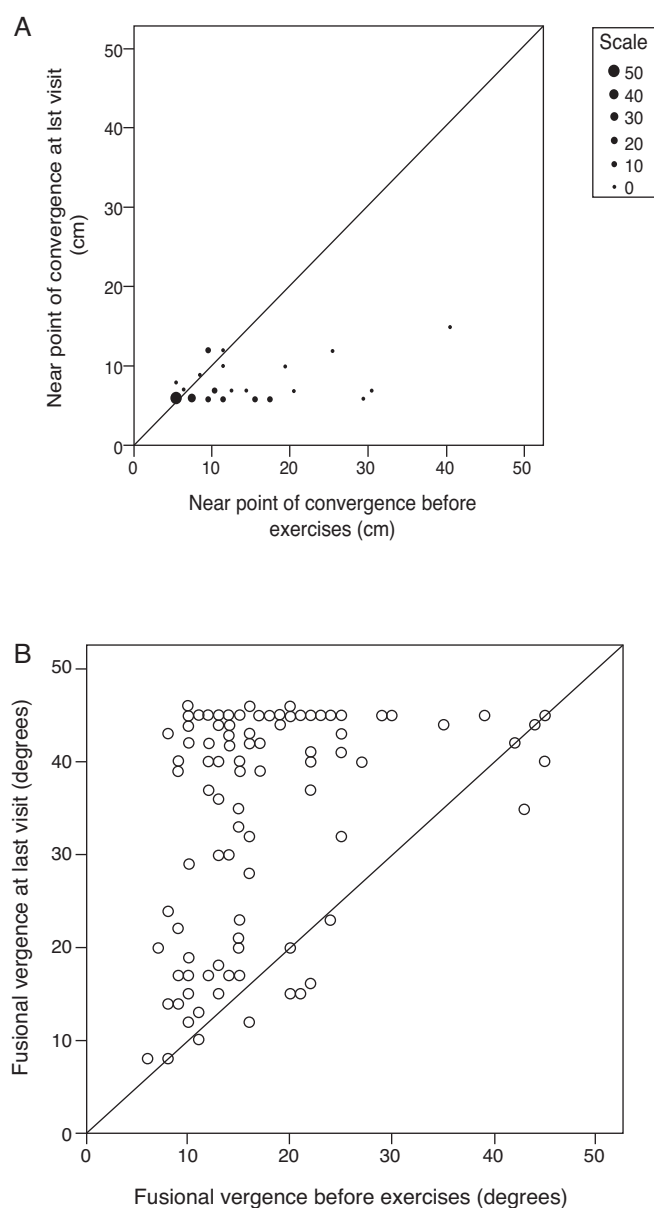 A
Near point of convergence at lst visit
(cm)
50
40
30
20
10
0
0 10 20 30 40 50
Near point of convergence before
exercises (cm)
Scale
50
40
30
20
10
0
B
Fusional vergence at last visit (degrees)
50
40
30
20
10
0
0 10 20 30 40 50
Fusional vergence before exercises (degrees)